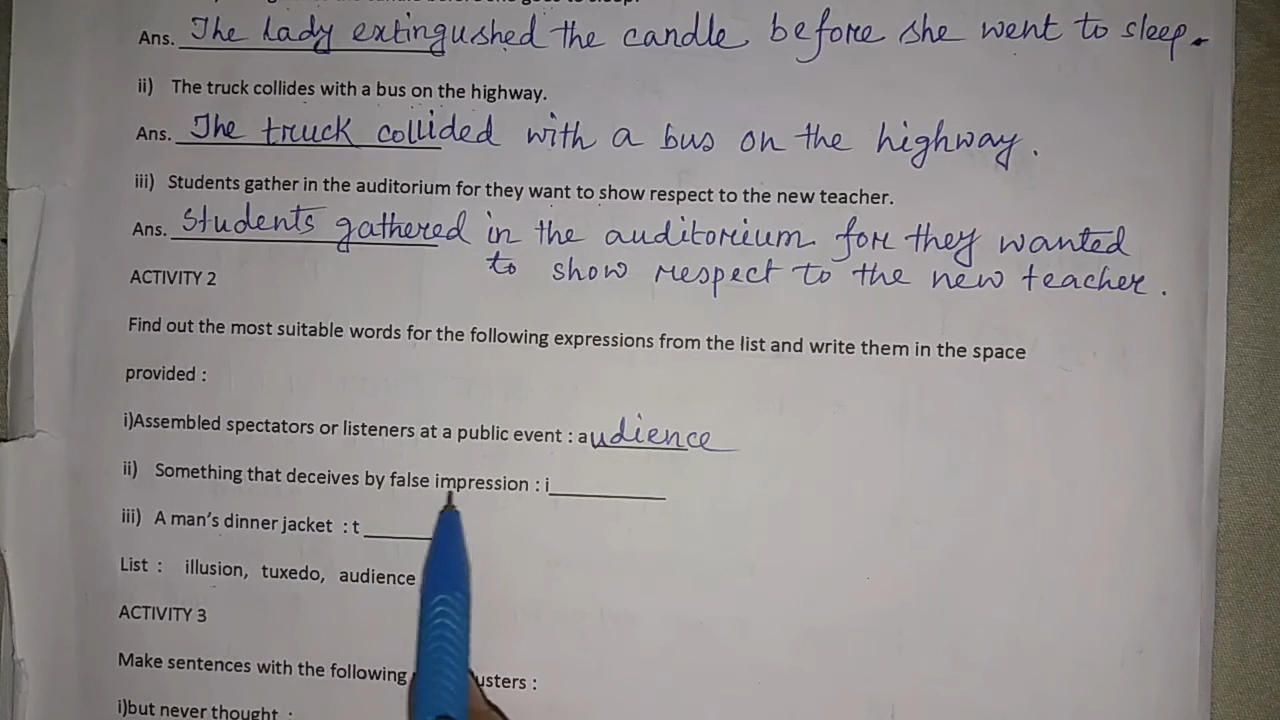 Ans. The lady extingushed the candle before she went to sleep.
ii) The truck collides with a bus on the highway.
Ans. The truck collided with a bus on the highway.
iii) Students gather in the auditorium for they want to show respect to the new teacher.
Ans. Students gathered in the auditorium for they wanted
to show respect to the new teacher.
ACTIVITY 2
Find out the most suitable words for the following expressions from the list and write them in the space
provided :
i)Assembled spectators or listeners at a public event : audience
ii) Something that deceives by false impression : i__________
iii) A man's dinner jacket : t ______
List : illusion, tuxedo, audience
ACTIVITY 3
Make sentences with the following :
i)but never thought :